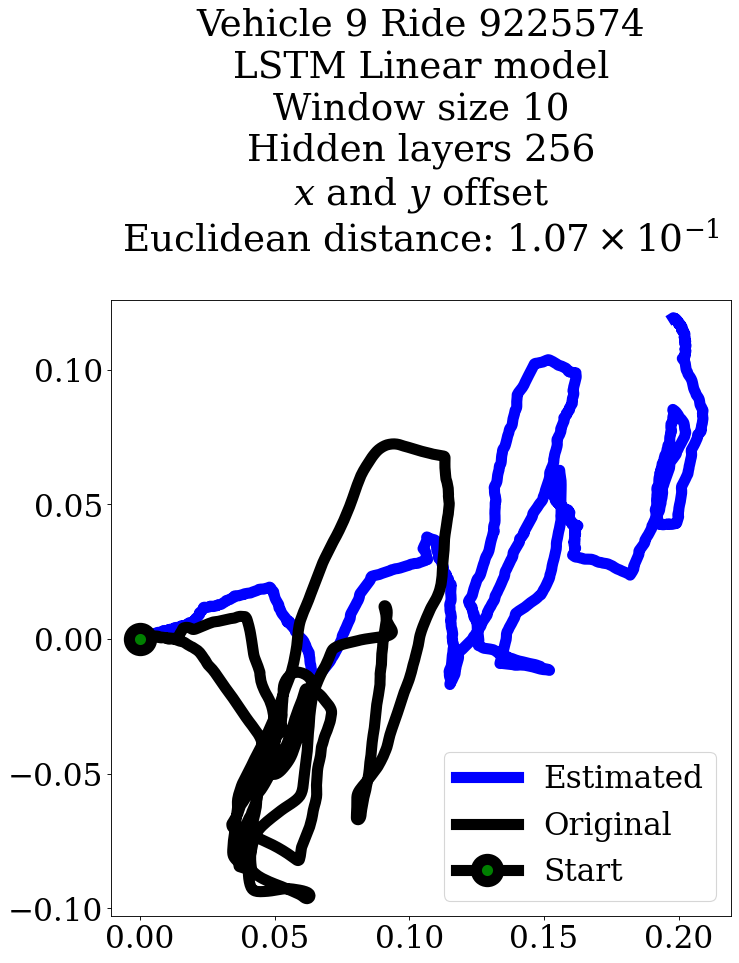 Vehicle 9 Ride 9225574
LSTM Linear model
Window size 10
Hidden layers 256
x and y offset
Euclidean distance: 1.07 × 10⁻¹
0.10
0.05
0.00
−0.05
−0.10
Estimated
Original
Start
0.00 0.05 0.10 0.15 0.20